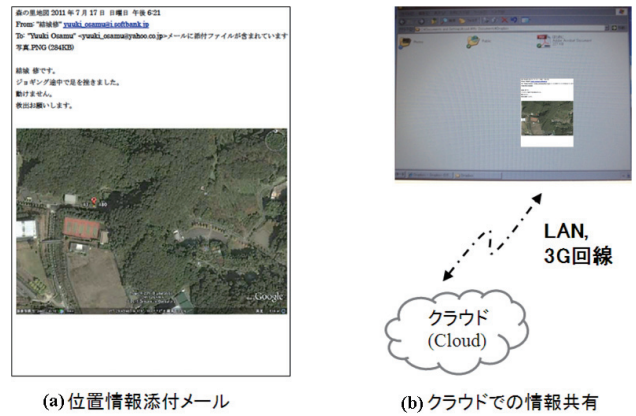 森の里地図 2011 年 7 月 17 日 日曜日 午後 6:21
From: "結城修" yuuki_osamu@i.softbank.jp
To: "Yuuki Osamu" <yuuki_osamu@yahoo.co.jp>メールに添付ファイルが含まれています
写真.PNG (284KB)
結城 修です。
ジョギング途中で足を挫きました。
動けません。
救出お願いします。
Google
LAN,
3G回線
クラウド
(Cloud)
(a) 位置情報添付メール
(b) クラウドでの情報共有